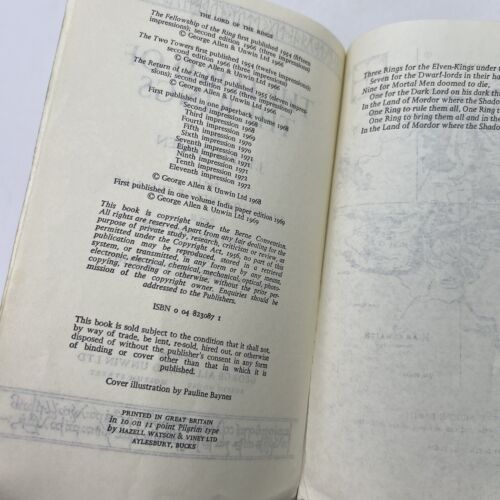 THE LORD OF THE RINGS
The Fellowship of the Ring first published 1954 (fifteen
impressions); second edition 1966
© George Allen & Unwin Ltd 1966
The Two Towers first published 1954 (twelve impressions)
second edition 1966
© George Allen & Unwin Ltd 1966
The Return of the King first published 1955 (eleven impres-
sions); second edition 1966
© George Allen & Unwin Ltd 1966
First published in one paperback volume 1968
Second impression 1968
Third impression 1968
Fourth impression 1969
Fifth impression 1970
Sixth impression 1970
Seventh impression 1971
Eighth impression 1971
Ninth impression 1971
Tenth impression 1972
Eleventh impression 1972
© George Allen & Unwin Ltd 1968
First published in one volume India paper edition 1969
© George Allen & Unwin Ltd 1969
This book is copyright under the Berne Convention.
All rights are reserved. Apart from any fair dealing for the
purpose of private study, research, criticism or review, as
permitted under the Copyright Act, 1956, no part of this
publication may be reproduced, stored in a retrieval
system, or transmitted, in any form or by any means,
electronic, electrical, chemical, mechanical, optical, photo-
copying, recording or otherwise, without the prior per-
mission of the copyright owner. Enquiries should be
addressed to the Publishers.
ISBN 0 04 823087 1
This book is sold subject to the condition that it shall not,
by way of trade, be lent, re-sold, hired out, or otherwise
disposed of without the publisher's consent in any form
of binding or cover other than that in which it is
published.
Cover illustration by Pauline Baynes
PRINTED IN GREAT BRITAIN
in 10 on 11 point Pilgrim type
by HAZELL WATSON & VINEY LTD
AYLESBURY, BUCKS
Three Rings for the Elven-Kings under
Seven for the Dwarf-lords in their
Nine for Mortal Men doomed to die,
One for the Dark Lord on his dark
In the Land of Mordor where the
One Ring to rule them all, One Ring
One Ring to bring them all and in the
In the Land of Mordor where the